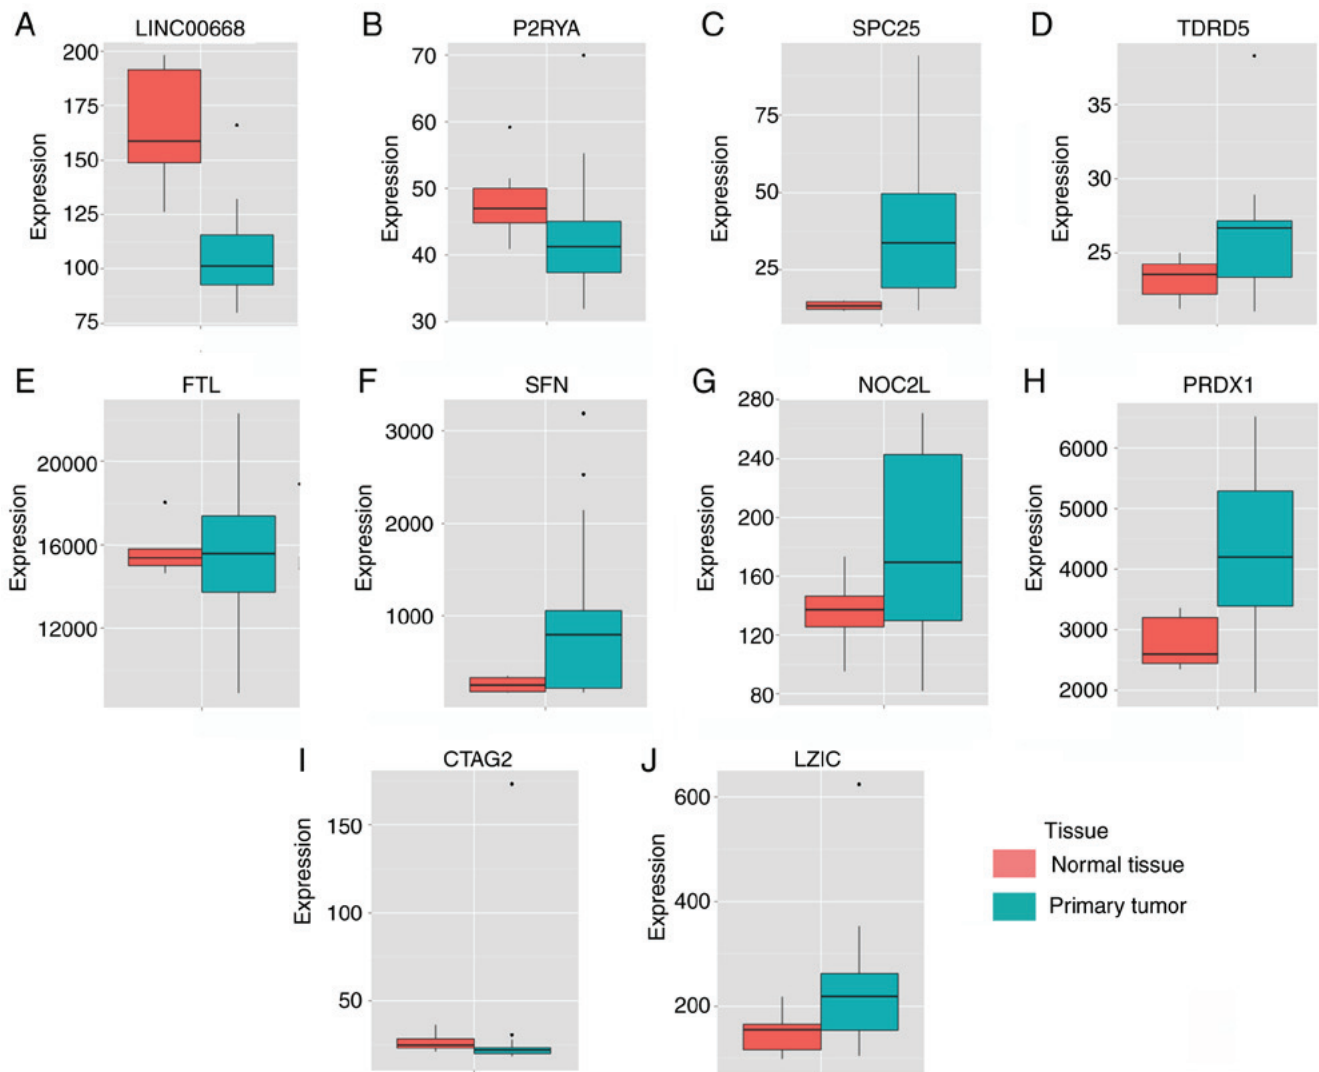 A LINC00668
Expression
200
175
150
125
100
75
B P2RYA
Expression
70
60
50
40
30
C SPC25
Expression
75
50
25
D TDRD5
Expression
35
30
25
E FTL
Expression
20000
16000
12000
F SFN
Expression
3000
2000
1000
G NOC2L
Expression
280
240
200
160
120
80
H PRDX1
Expression
6000
5000
4000
3000
2000
I CTAG2
Expression
150
100
50
J LZIC
Expression
600
400
200
Tissue
Normal tissue
Primary tumor